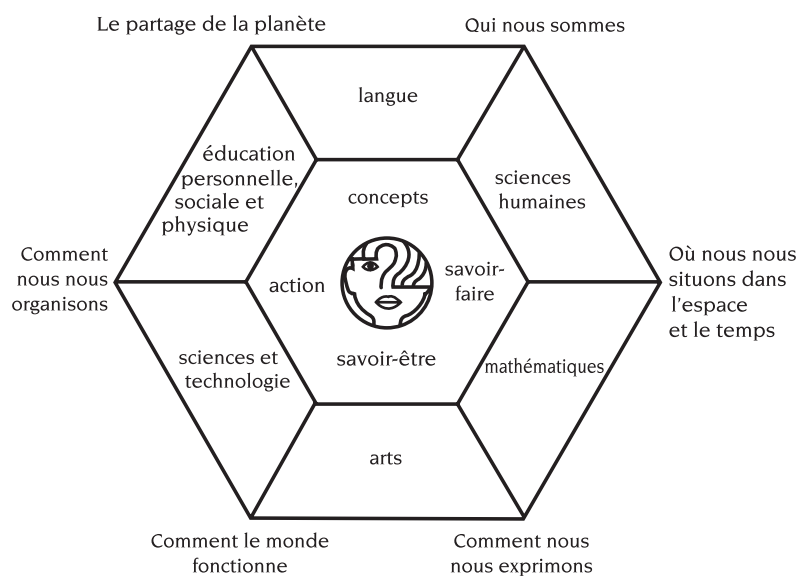 Le partage de la planète
Qui nous sommes
langue
éducation
personnelle,
sociale et
physique
sciences
humaines
concepts
Comment
nous nous
organisons
action
savoir-
faire
Où nous nous
situons dans
l'espace
et le temps
savoir-être
sciences et
technologie
mathématiques
arts
Comment le monde
fonctionne
Comment nous
nous exprimons